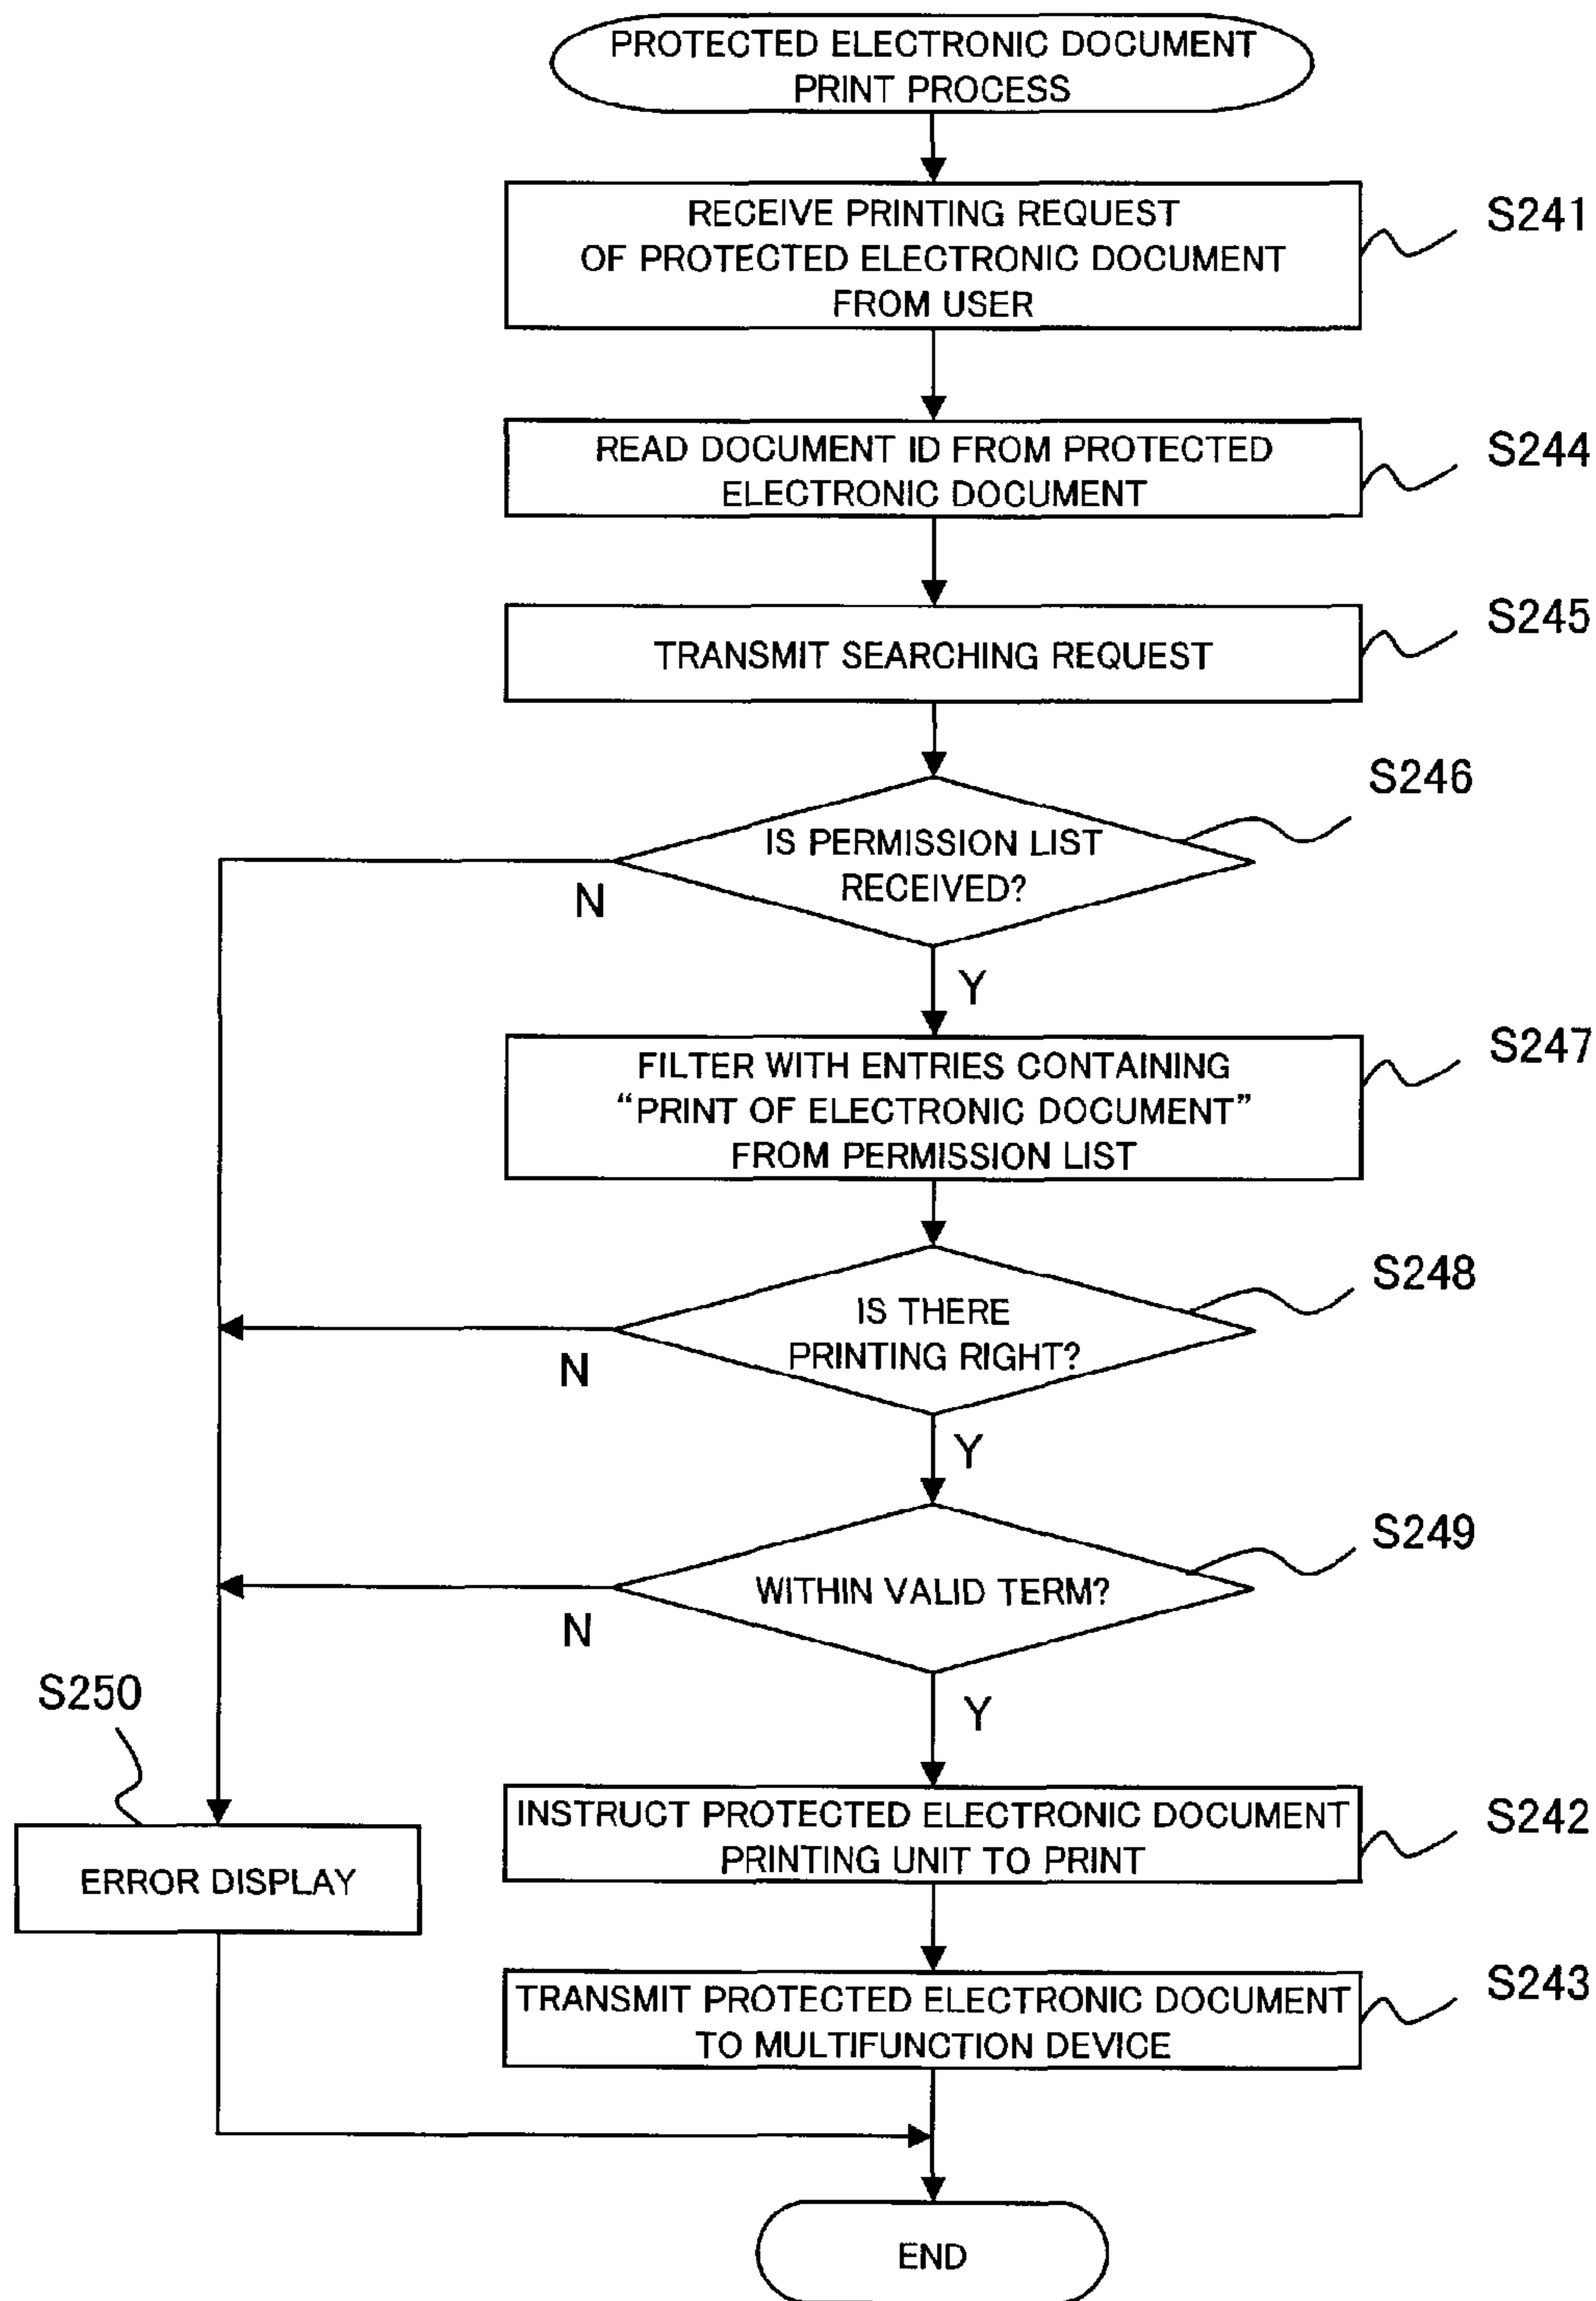 PROTECTED ELECTRONIC DOCUMENT
PRINT PROCESS
RECEIVE PRINTING REQUEST
OF PROTECTED ELECTRONIC DOCUMENT
FROM USER
S241
READ DOCUMENT ID FROM PROTECTED
ELECTRONIC DOCUMENT
S244
TRANSMIT SEARCHING REQUEST
S245
IS PERMISSION LIST
RECEIVED?
S246
N
Y
FILTER WITH ENTRIES CONTAINING
“PRINT OF ELECTRONIC DOCUMENT”
FROM PERMISSION LIST
S247
IS THERE
PRINTING RIGHT?
S248
N
Y
WITHIN VALID TERM?
S249
N
Y
S250
ERROR DISPLAY
INSTRUCT PROTECTED ELECTRONIC DOCUMENT
PRINTING UNIT TO PRINT
S242
TRANSMIT PROTECTED ELECTRONIC DOCUMENT
TO MULTIFUNCTION DEVICE
S243
END